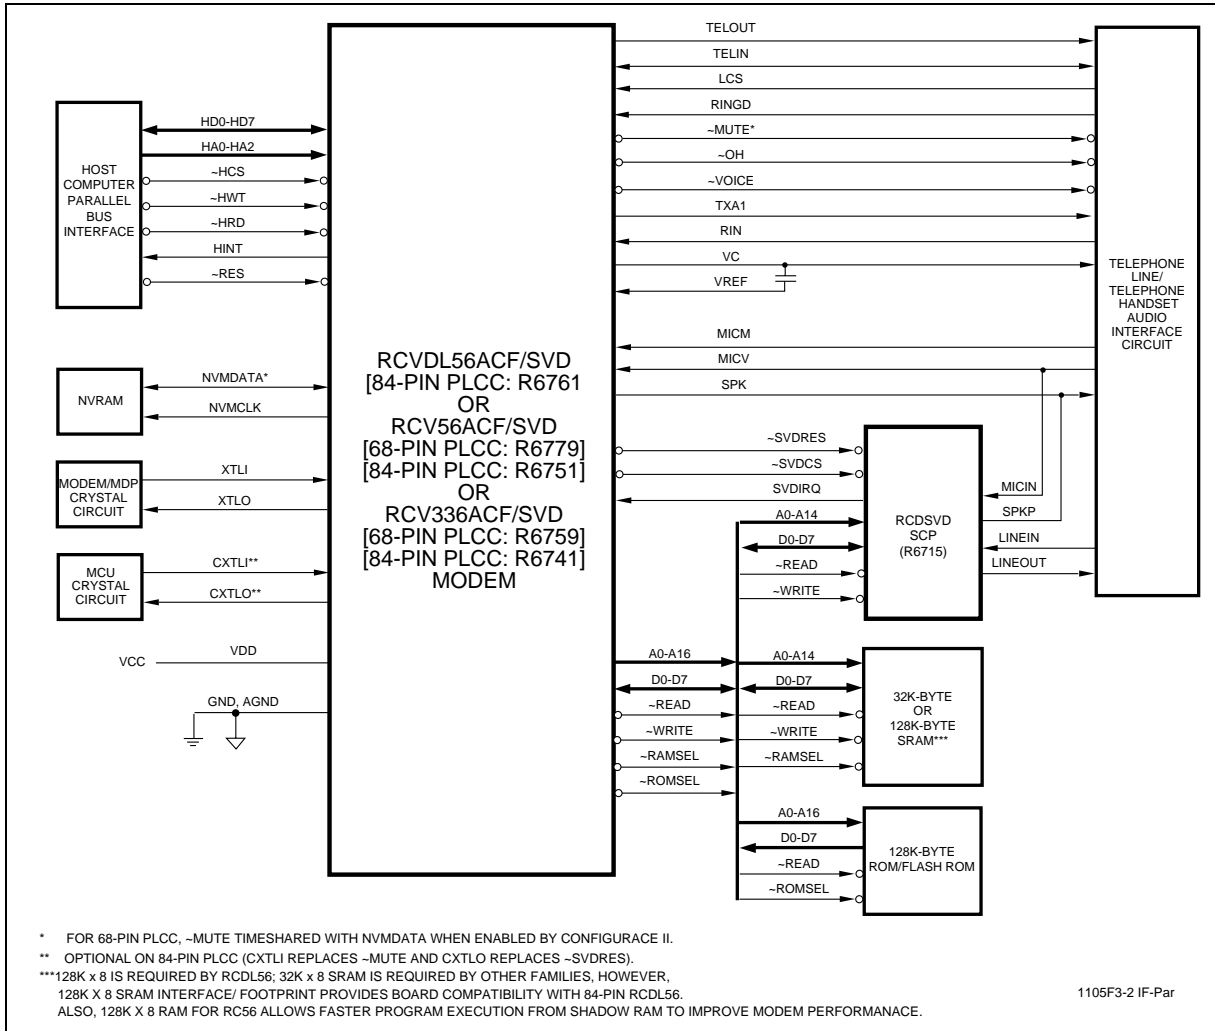 TELOUT
TELIN
LCS
RINGD
~MUTE*
~OH
~VOICE
TXA1
RIN
VC
VREF
MICM
MICV
SPK
HOST
COMPUTER
PARALLEL
BUS
INTERFACE
HD0-HD7
HA0-HA2
~HCS
~HWT
~HRD
HINT
~RES
NVRAM
NVMDATA*
NVMCLK
MODEM/MDP
CRYSTAL
CIRCUIT
XTLI
XTLO
MCU
CRYSTAL
CIRCUIT
CXTLI**
CXTLO**
VCC
VDD
GND, AGND
RCVDL56ACF/SVD
[84-PIN PLCC: R6761
OR
RCV56ACF/SVD
[68-PIN PLCC: R6779]
[84-PIN PLCC: R6751]
OR
RCV336ACF/SVD
[68-PIN PLCC: R6759]
[84-PIN PLCC: R6741]
MODEM
TELEPHONE
LINE/
TELEPHONE
HANDSET
AUDIO
INTERFACE
CIRCUIT
~SVDRES
~SVDCS
SVDIRQ
A0-A14
D0-D7
~READ
~WRITE
RCDSVD
SCP
(R6715)
MICIN
SPKP
LINEIN
LINEOUT
A0-A16
D0-D7
~READ
~WRITE
~RAMSEL
~ROMSEL
A0-A14
D0-D7
~READ
~WRITE
~RAMSEL
32K-BYTE
OR
128K-BYTE
SRAM***
A0-A16
D0-D7
~READ
~ROMSEL
128K-BYTE
ROM/FLASH ROM
* FOR 68-PIN PLCC, ~MUTE TIMESHARED WITH NVMDATA WHEN ENABLED BY CONFIGURACE II.
** OPTIONAL ON 84-PIN PLCC (CXTLI REPLACES ~MUTE AND CXTLO REPLACES ~SVDRES).
***128K x 8 IS REQUIRED BY RCDL56; 32K x 8 SRAM IS REQUIRED BY OTHER FAMILIES, HOWEVER,
128K X 8 SRAM INTERFACE/ FOOTPRINT PROVIDES BOARD COMPATIBILITY WITH 84-PIN RCDL56.
ALSO, 128K X 8 RAM FOR RC56 ALLOWS FASTER PROGRAM EXECUTION FROM SHADOW RAM TO IMPROVE MODEM PERFORMANACE.
1105F3-2 IF-Par